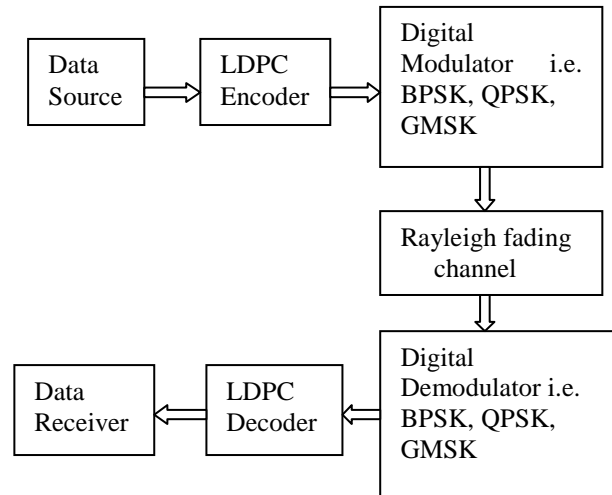 Data
Source
LDPC
Encoder
Digital
Modulator i.e.
BPSK, QPSK,
GMSK
Rayleigh fading
channel
Digital
Demodulator i.e.
BPSK, QPSK,
GMSK
LDPC
Decoder
Data
Receiver